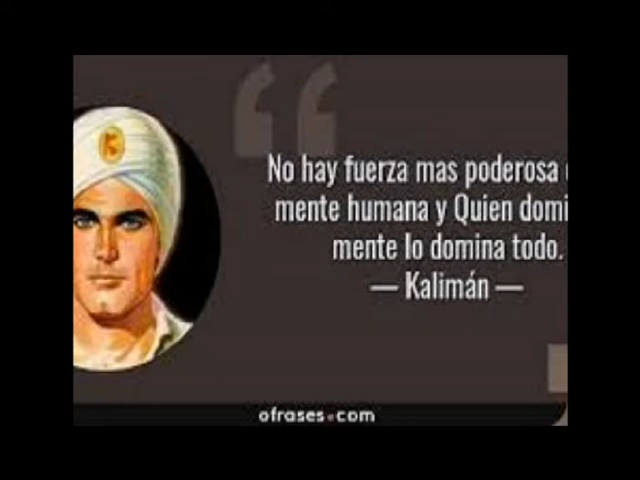 No hay fuerza mas poderosa
mente humana y Quien domi
mente lo domina todo.
— Kalimán —
ofrases.com